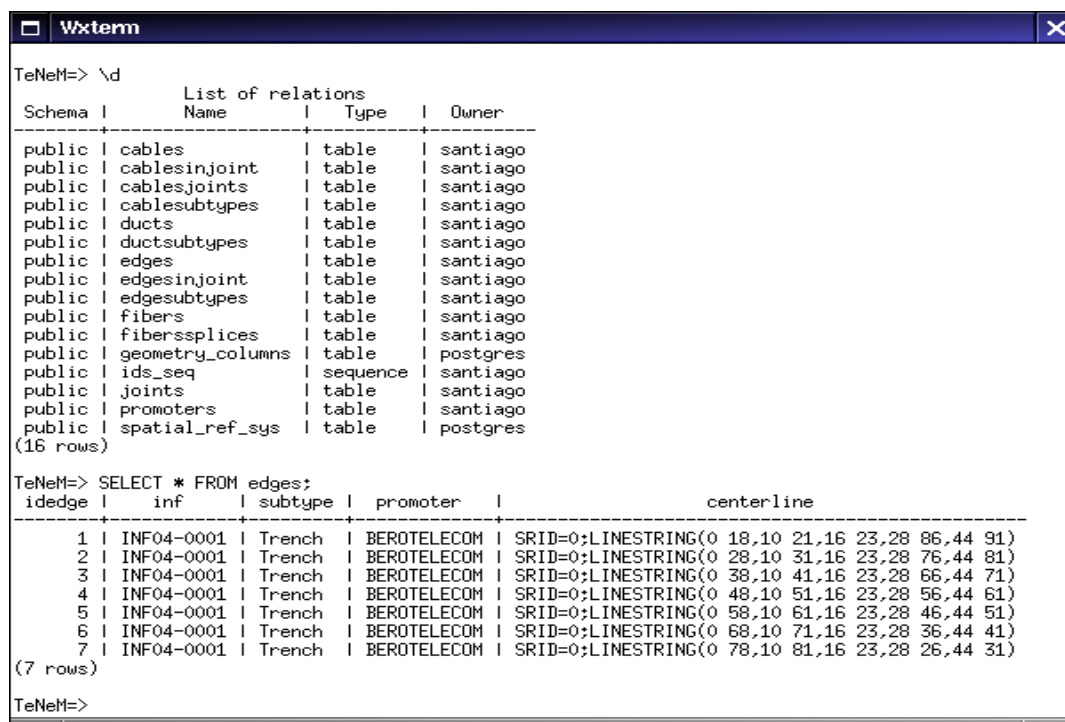 Wxterm
TeNeM=> \d
               List of relations
 Schema |       Name       |   Type   |  Owner
--------+------------------+----------+----------
 public | cables           | table    | santiago
 public | cablesinjoint    | table    | santiago
 public | cablesjoints     | table    | santiago
 public | cablesubtypes    | table    | santiago
 public | ducts            | table    | santiago
 public | ductsubtypes     | table    | santiago
 public | edges            | table    | santiago
 public | edgesinjoint     | table    | santiago
 public | edgesubtypes     | table    | santiago
 public | fibers           | table    | santiago
 public | fiberssplices    | table    | santiago
 public | geometry_columns | table    | postgres
 public | ids_seq          | sequence | santiago
 public | joints           | table    | santiago
 public | promoters        | table    | santiago
 public | spatial_ref_sys  | table    | postgres
(16 rows)
TeNeM=> SELECT * FROM edges;
 idedge |    inf     | subtype |  promoter   |                      centerline
--------+------------+---------+-------------+------------------------------------------------------
      1 | INF04-0001 | Trench  | BEROTELECOM | SRID=0;LINESTRING(0 18,10 21,16 23,28 86,44 91)
      2 | INF04-0001 | Trench  | BEROTELECOM | SRID=0;LINESTRING(0 28,10 31,16 23,28 76,44 81)
      3 | INF04-0001 | Trench  | BEROTELECOM | SRID=0;LINESTRING(0 38,10 41,16 23,28 66,44 71)
      4 | INF04-0001 | Trench  | BEROTELECOM | SRID=0;LINESTRING(0 48,10 51,16 23,28 56,44 61)
      5 | INF04-0001 | Trench  | BEROTELECOM | SRID=0;LINESTRING(0 58,10 61,16 23,28 46,44 51)
      6 | INF04-0001 | Trench  | BEROTELECOM | SRID=0;LINESTRING(0 68,10 71,16 23,28 36,44 41)
      7 | INF04-0001 | Trench  | BEROTELECOM | SRID=0;LINESTRING(0 78,10 81,16 23,28 26,44 31)
(7 rows)
TeNeM=>